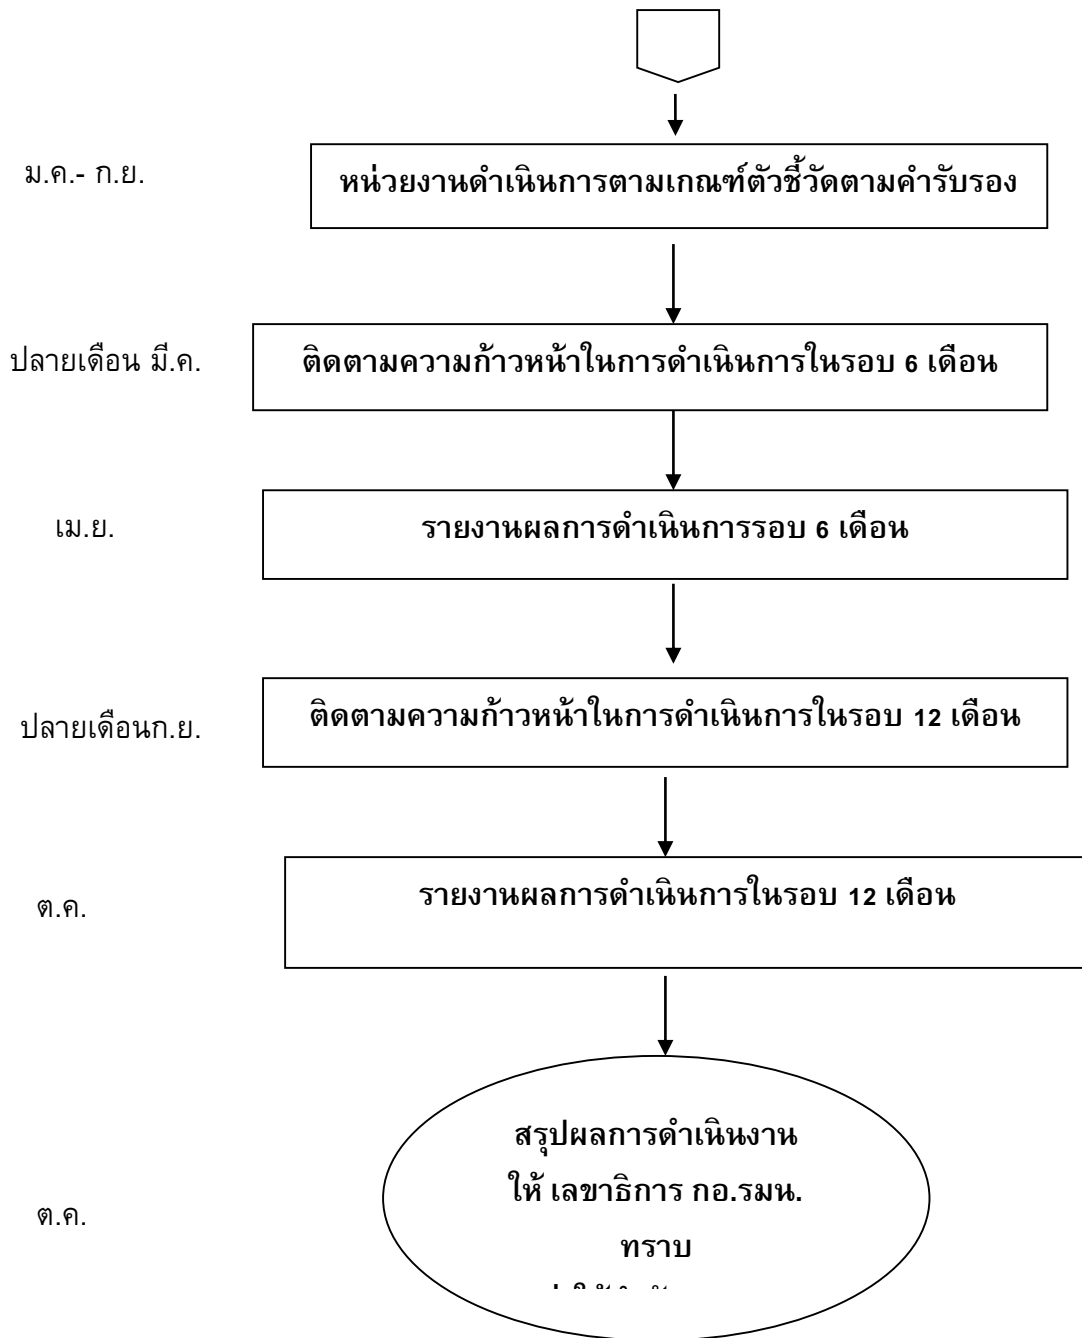 ม.ค.- ก.ย.
หน่วยงานดำเนินการตามเกณฑ์ตัวชี้วัดตามคำรับรอง
ปลายเดือน มี.ค.
ติดตามความก้าวหน้าในการดำเนินการในรอบ 6 เดือน
เม.ย.
รายงานผลการดำเนินการรอบ 6 เดือน
ปลายเดือนก.ย.
ติดตามความก้าวหน้าในการดำเนินการในรอบ 12 เดือน
ต.ค.
รายงานผลการดำเนินการในรอบ 12 เดือน
ต.ค.
สรุปผลการดำเนินงาน
ให้ เลขาธิการ กอ.รมน.
ทราบ